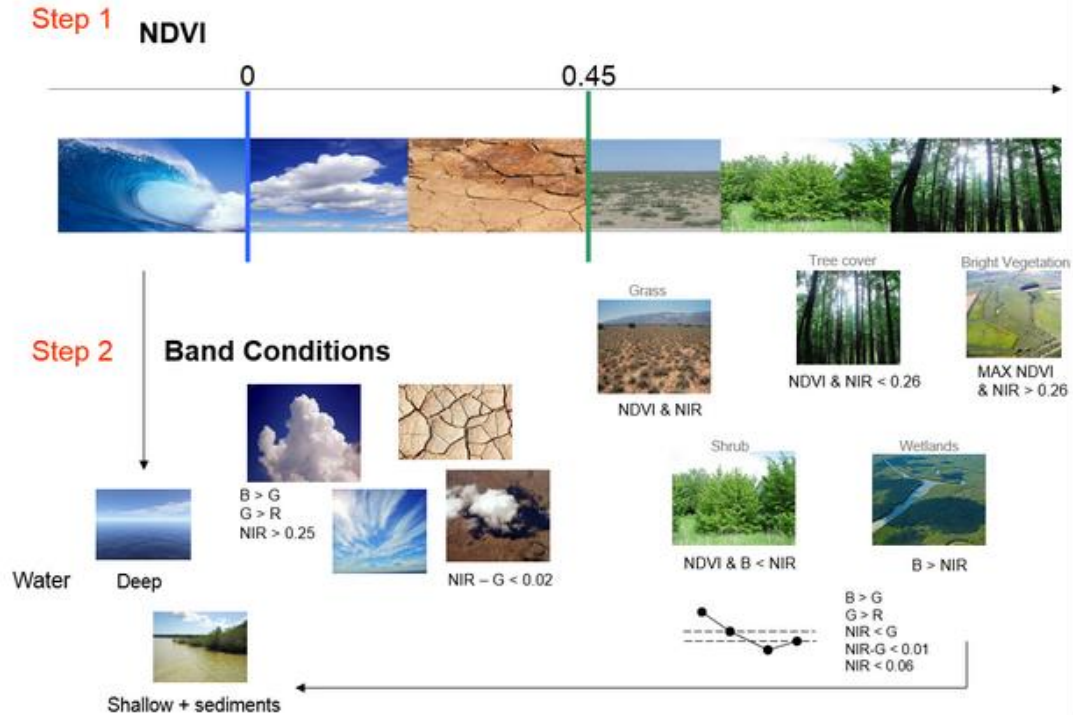 Step 1
NDVI
0
0.45
Tree cover
Bright Vegetation
Grass
Step 2
Band Conditions
NDVI & NIR < 0.26
MAX NDVI
& NIR > 0.26
NDVI & NIR
Shrub
Wetlands
B > G
G > R
NIR > 0.25
NDVI & B < NIR
B > NIR
Water
Deep
NIR – G < 0.02
B > G
G > R
NIR < G
NIR-G < 0.01
NIR < 0.06
Shallow + sediments